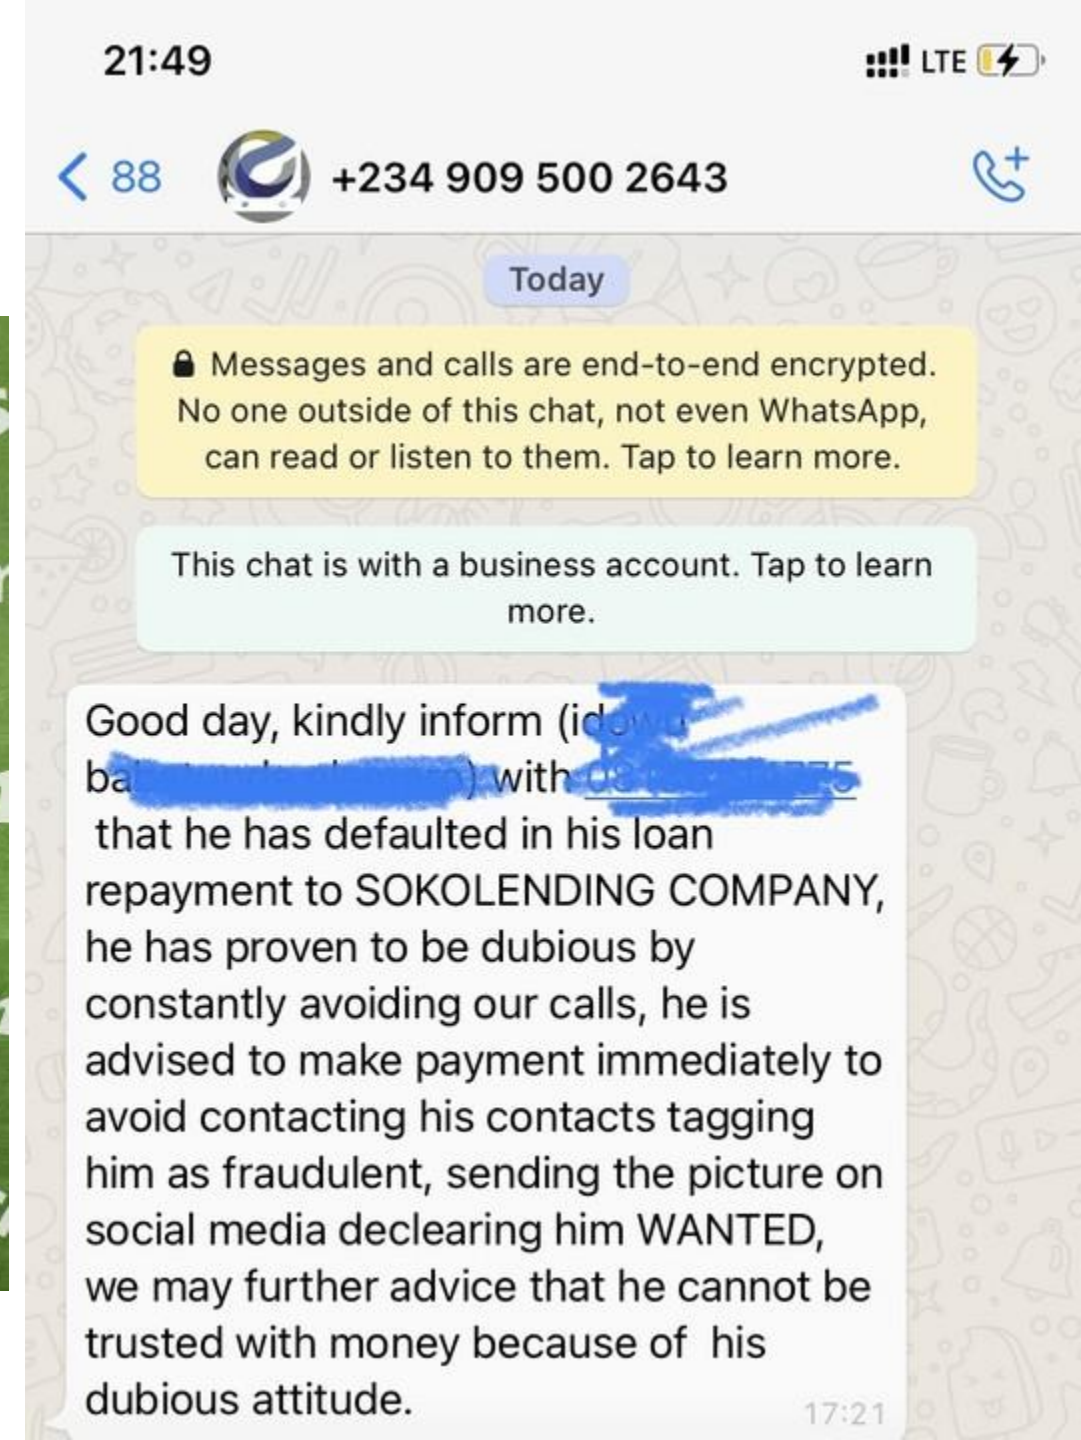 21:49
LTE
88
+234 909 500 2643
Today
Messages and calls are end-to-end encrypted.
No one outside of this chat, not even WhatsApp,
can read or listen to them. Tap to learn more.
This chat is with a business account. Tap to learn
more.
Good day, kindly inform
with
that he has defaulted in his loan
repayment to SOKOLENDING COMPANY,
he has proven to be dubious by
constantly avoiding our calls, he is
advised to make payment immediately to
avoid contacting his contacts tagging
him as fraudulent, sending the picture on
social media declearing him WANTED,
we may further advice that he cannot be
trusted with money because of his
dubious attitude.
17:21